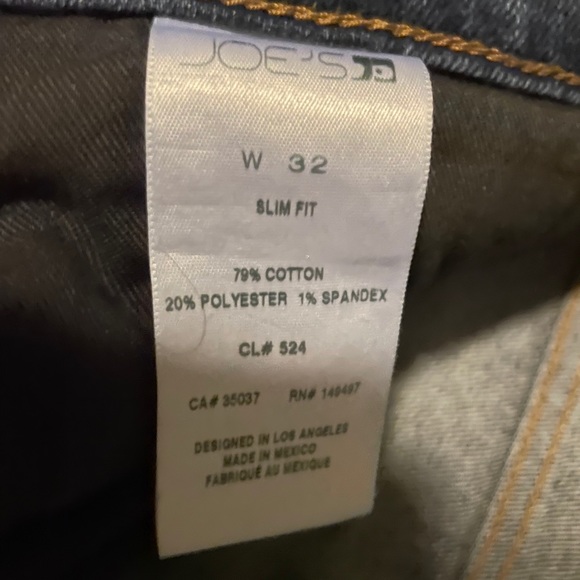 JOE'S
W 32
SLIM FIT
79% COTTON
20% POLYESTER 1% SPANDEX
CL# 524
CA# 35037 RN# 149497
DESIGNED IN LOS ANGELES
MADE IN MEXICO
FABRIQUÉ AU MEXIQUE